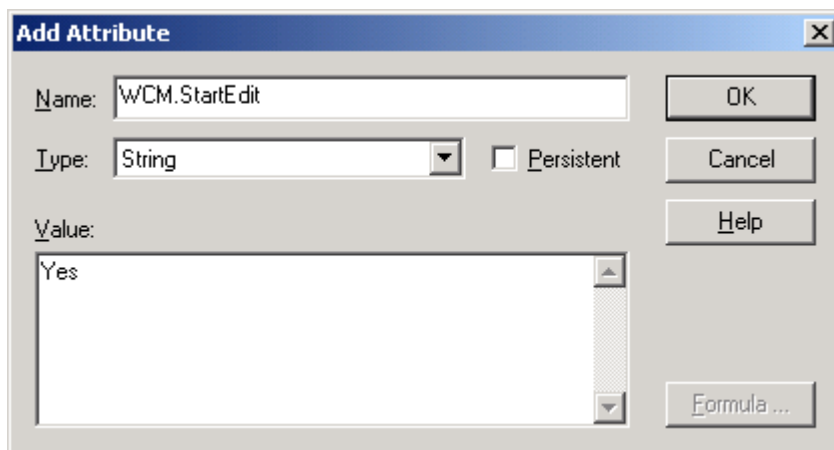 Add Attribute
Name: WCM.StartEdit OK
Type: String Persistent Cancel
Help
Value:
Yes
Formula ...